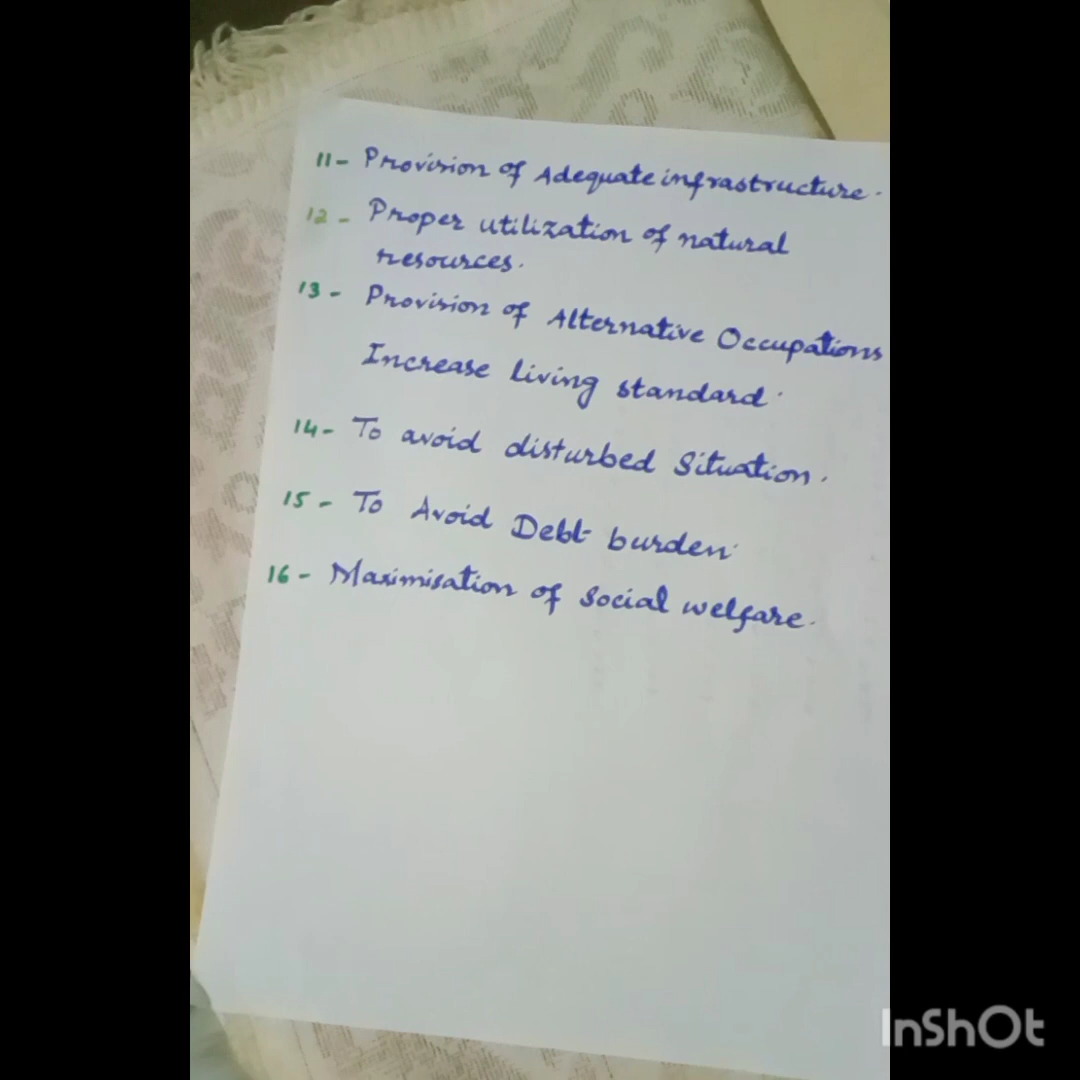 11- Provision of Adequate infrastructure.
12- Proper utilization of natural
resources.
13- Provision of Alternative Occupations
Increase living standard.
14- To avoid disturbed Situation.
15- To Avoid Debt burden.
16- Maximisation of Social welfare.
InShOt